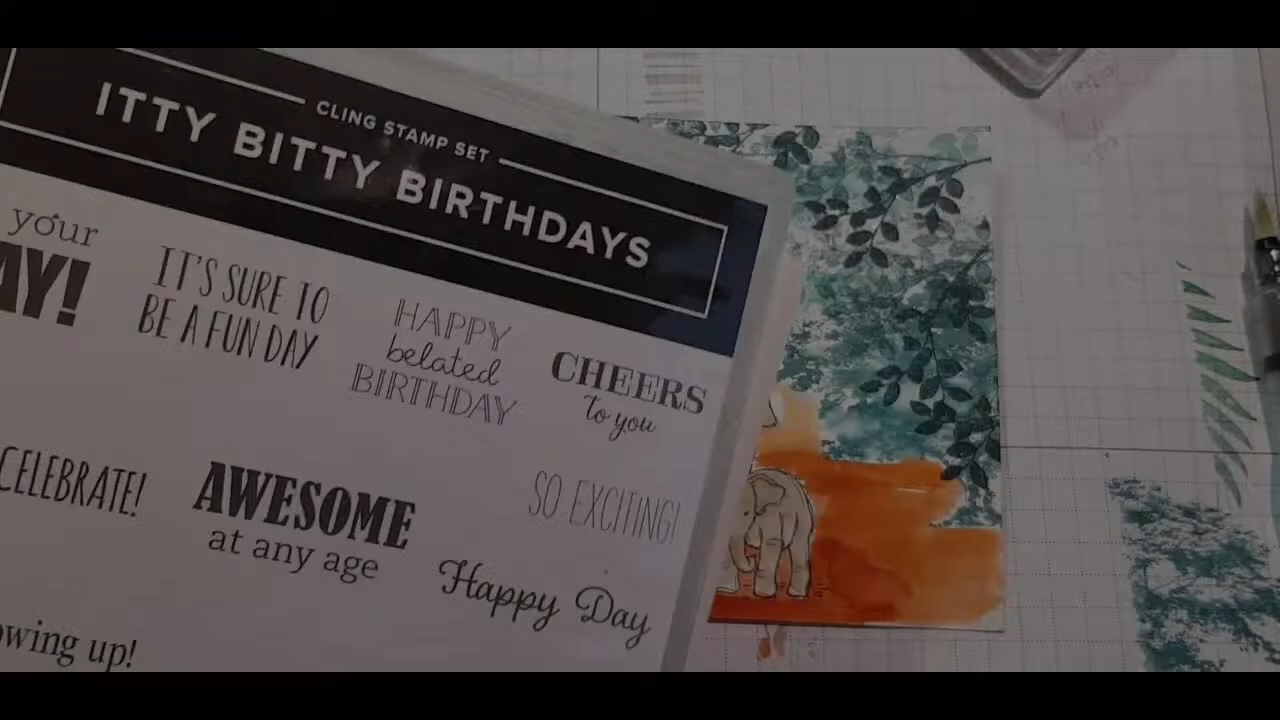 CLING STAMP SET
ITTY BITTY BIRTHDAYS
your
AY!
IT'S SURE TO
BE A FUN DAY
HAPPY
belated
BIRTHDAY
CHEERS
to you
CELEBRATE!
AWESOME
at any age
SO EXCITING!
Happy Day
owing up!